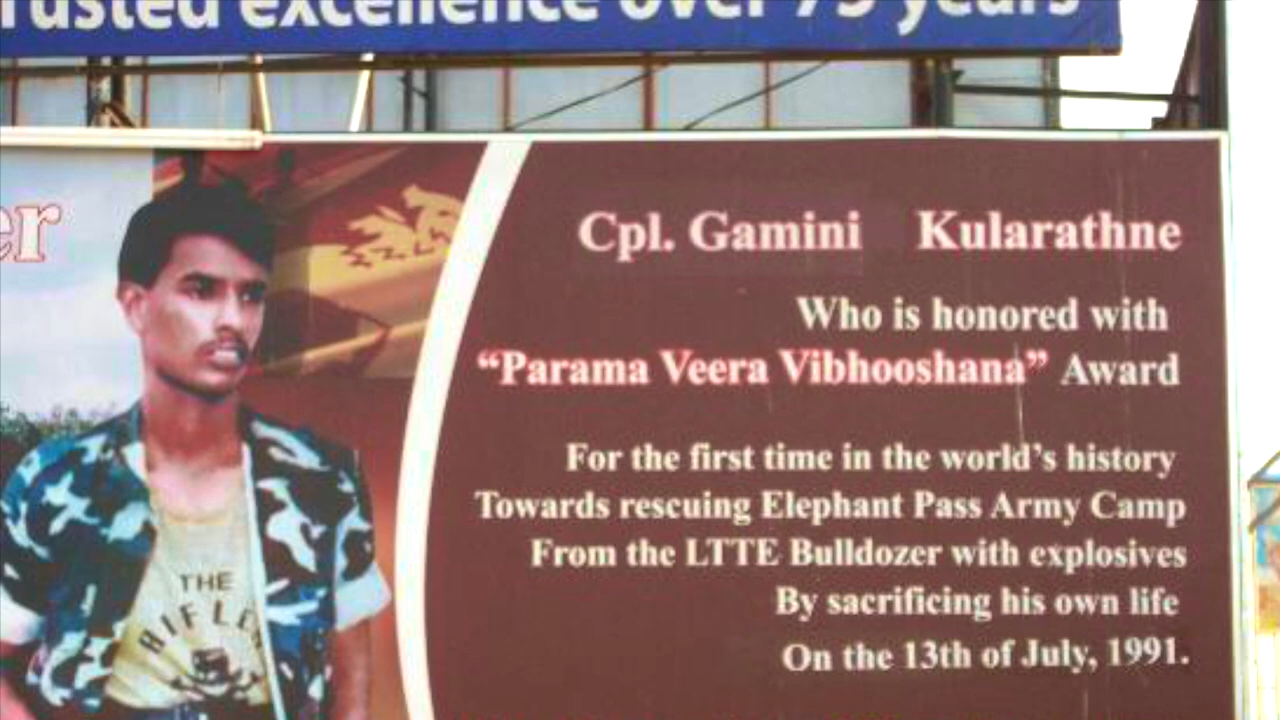 Trusted excellence over 75 years
er
Cpl. Gamini Kularathne
Who is honored with
“Parama Veera Vibhooshana” Award
For the first time in the world’s history
Towards rescuing Elephant Pass Army Camp
From the LTTE Bulldozer with explosives
By sacrificing his own life
On the 13th of July, 1991.
THE
RIFLES